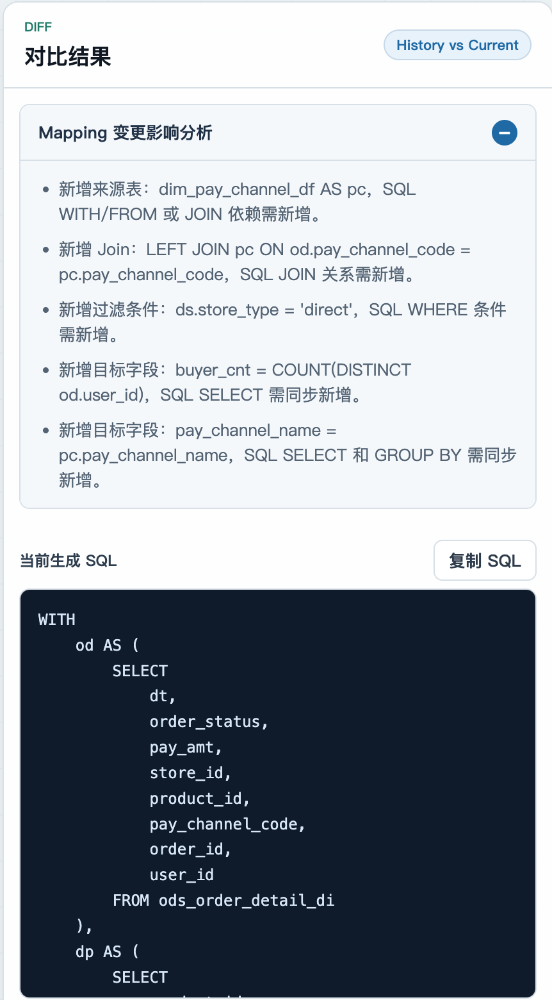 DIFF
对比结果
History vs Current
Mapping 变更影响分析
新增来源表：dim_pay_channel_df AS pc，SQL
WITH/FROM 或 JOIN 依赖需新增。
新增 Join：LEFT JOIN pc ON od.pay_channel_code =
pc.pay_channel_code，SQL JOIN 关系需新增。
新增过滤条件：ds.store_type = 'direct'，SQL WHERE 条件
需新增。
新增目标字段：buyer_cnt = COUNT(DISTINCT
od.user_id)，SQL SELECT 需同步新增。
新增目标字段：pay_channel_name =
pc.pay_channel_name，SQL SELECT 和 GROUP BY 需同步
新增。
当前生成 SQL
复制 SQL
WITH
    od AS (
        SELECT
            dt,
            order_status,
            pay_amt,
            store_id,
            product_id,
            pay_channel_code,
            order_id,
            user_id
        FROM ods_order_detail_di
    ),
    dp AS (
        SELECT